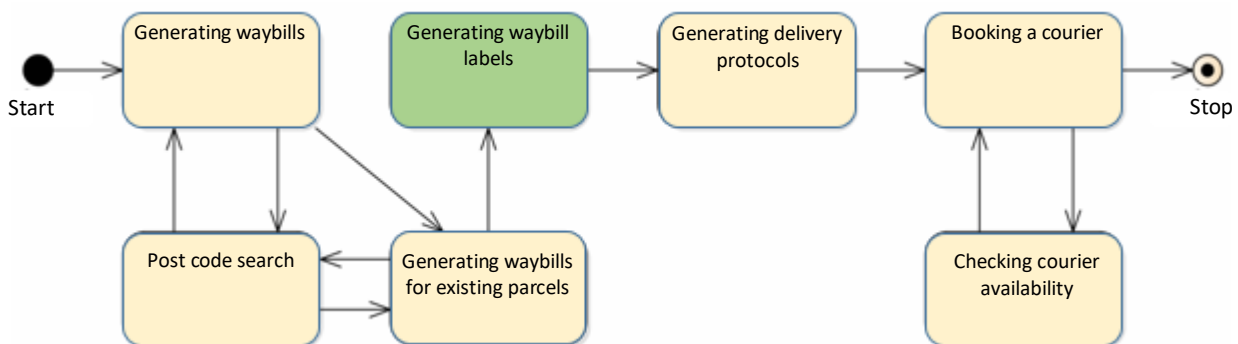 Generating waybills
Generating waybill
labels
Generating delivery
protocols
Booking a courier
Start
Stop
Post code search
Generating waybills
for existing parcels
Checking courier
availability